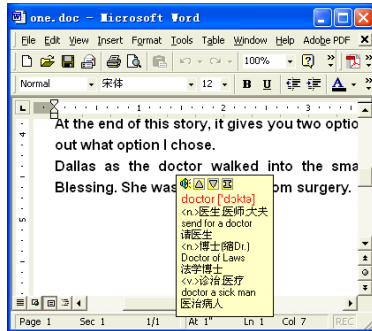 one.doc - Microsoft Word
File Edit View Insert Format Tools Table Window Help Adobe PDF
100%
Normal 宋体 12 B U A
1 2 3
At the end of this story, it gives you two optio
out what option I chose.
Dallas as the doctor walked into the sma
Blessing. She was om surgery.
doctor ['dɔktə]
<n.>医生;医师;大夫
send for a doctor
请医生
<n.>博士(缩Dr.)
Doctor of Laws
法学博士
<v.>诊治;医疗
doctor a sick man
医治病人
Page 1 Sec 1 1/1 At 1" Ln 1 Col 7 REC